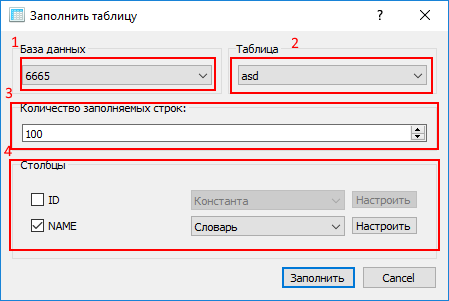 Заполнить таблицу
1 База данных
2 Таблица
6665
asd
3
Количество заполняемых строк:
100
4
Столбцы
ID Константа Настроить
NAME Словарь Настроить
Заполнить Cancel